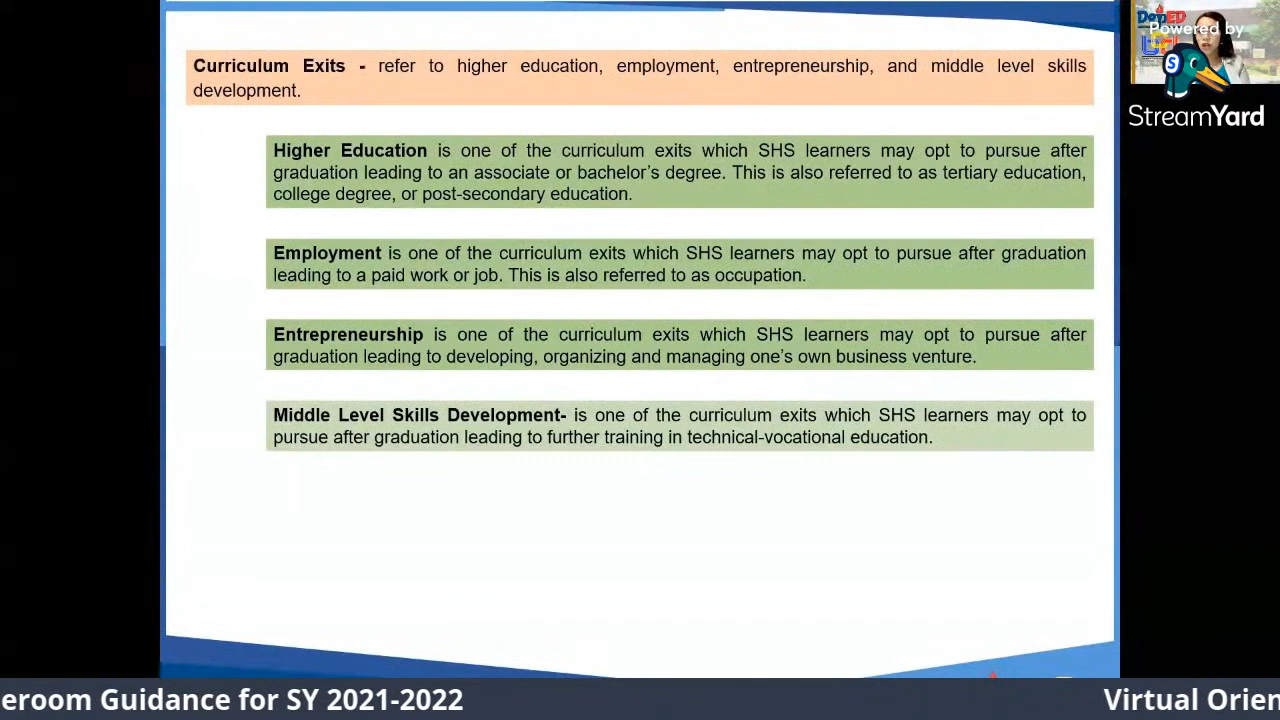 Curriculum Exits - refer to higher education, employment, entrepreneurship, and middle level skills
development.
Higher Education is one of the curriculum exits which SHS learners may opt to pursue after
graduation leading to an associate or bachelor's degree. This is also referred to as tertiary education,
college degree, or post-secondary education.
Employment is one of the curriculum exits which SHS learners may opt to pursue after graduation
leading to a paid work or job. This is also referred to as occupation.
Entrepreneurship is one of the curriculum exits which SHS learners may opt to pursue after
graduation leading to developing, organizing and managing one's own business venture.
Middle Level Skills Development- is one of the curriculum exits which SHS learners may opt to
pursue after graduation leading to further training in technical-vocational education.
DepED
Powered by
S
StreamYard
eroom Guidance for SY 2021-2022
Virtual Orien